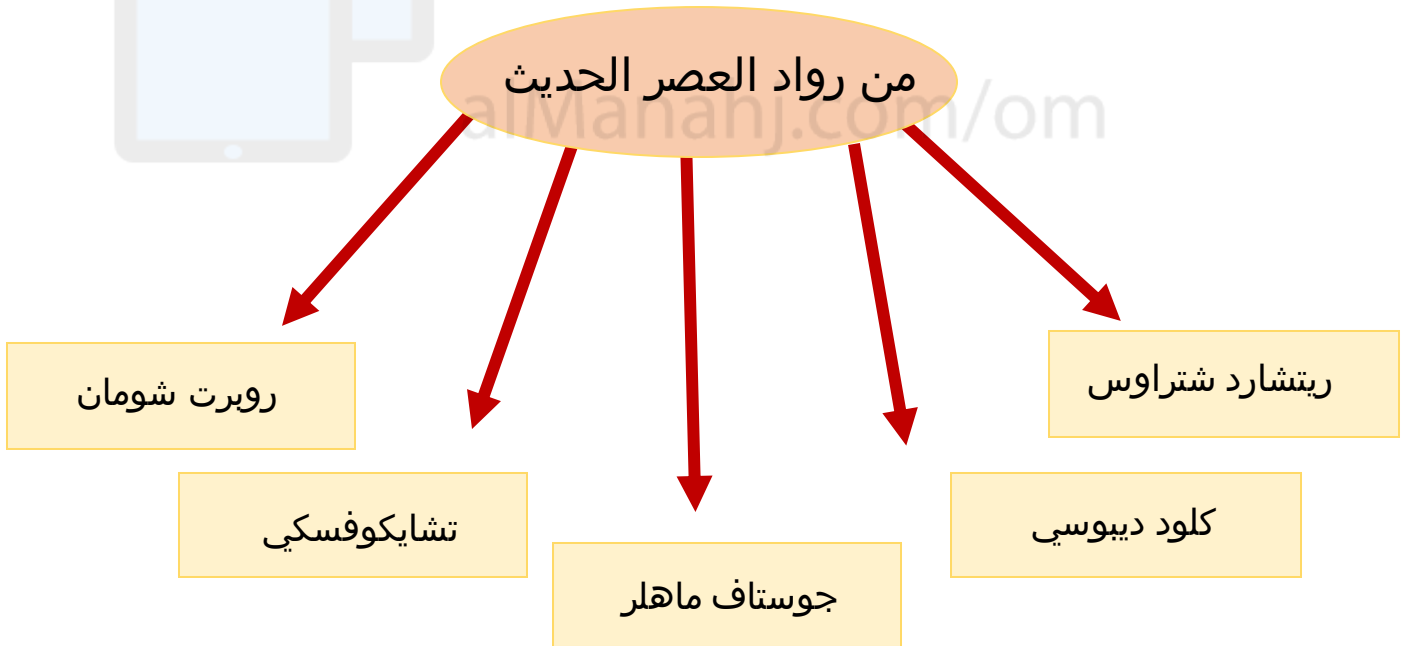 من رواد العصر الحديث
alManahj.com/om
ريتشارد شتراوس
كلود ديبوسي
جوستاف ماهلر
تشايكوفسكي
روبرت شومان